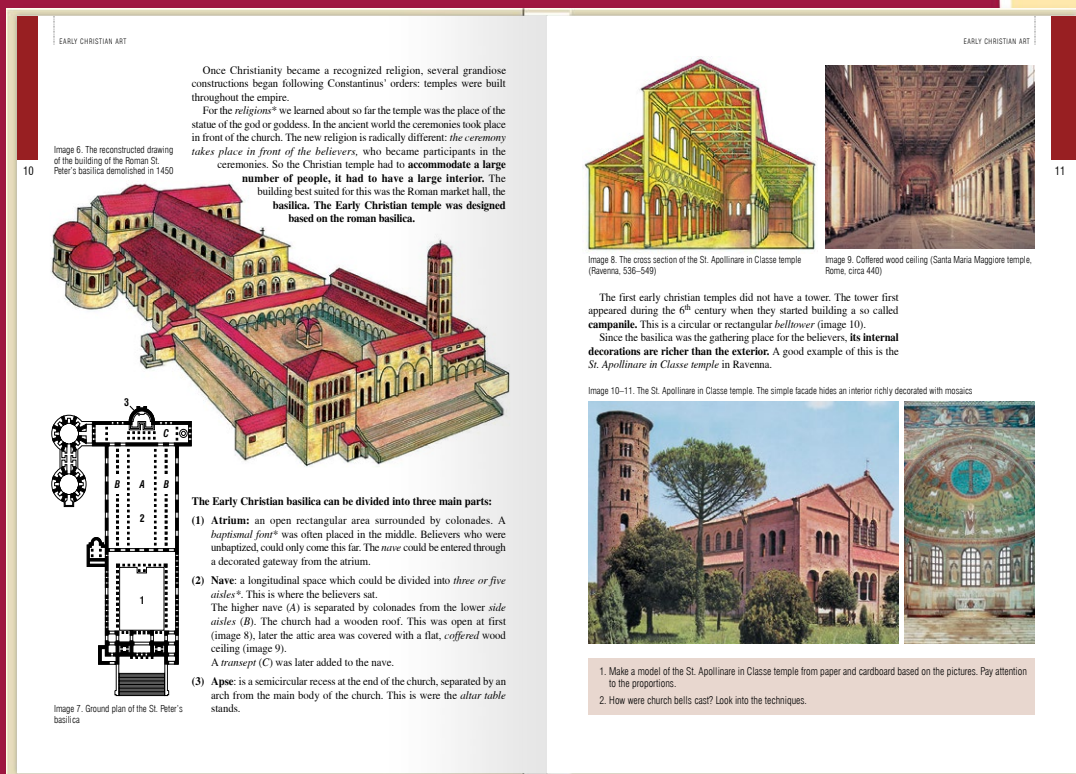 EARLY CHRISTIAN ART
Once Christianity became a recognized religion, several grandiose
constructions began following Constantinus' orders: temples were built
throughout the empire.
For the religions* we learned about so far the temple was the place of the
statue of the god or goddess. In the ancient world the ceremonies took place
in front of the church. The new religion is radically different: the ceremony
takes place in front of the believers, who became participants in the
ceremonies. So the Christian temple had to accommodate a large
number of people, it had to have a large interior. The
building best suited for this was the Roman market hall, the
basilica. The Early Christian temple was designed
based on the roman basilica.
Image 6. The reconstructed drawing
of the building of the Roman St.
Peter's basilica demolished in 1450
10
3
C
B
A
B
2
1
Image 7. Ground plan of the St. Peter's
basilica
The Early Christian basilica can be divided into three main parts:
(1) Atrium: an open rectangular area surrounded by colonades. A
baptismal font* was often placed in the middle. Believers who were
unbaptized, could only come this far. The nave could be entered through
a decorated gateway from the atrium.
(2) Nave: a longitudinal space which could be divided into three or five
aisles*. This is where the believers sat.
The higher nave (A) is separated by colonades from the lower side
aisles (B). The church had a wooden roof. This was open at first
(image 8), later the attic area was covered with a flat, coffered wood
ceiling (image 9).
A transept (C) was later added to the nave.
(3) Apse: is a semicircular recess at the end of the church, separated by an
arch from the main body of the church. This is were the altar table
stands.
EARLY CHRISTIAN ART
11
Image 8. The cross section of the St. Apollinare in Classe temple
(Ravenna, 536–549)
Image 9. Coffered wood ceiling (Santa Maria Maggiore temple,
Rome, circa 440)
The first early christian temples did not have a tower. The tower first
appeared during the 6th century when they started building a so called
campanile. This is a circular or rectangular belltower (image 10).
Since the basilica was the gathering place for the believers, its internal
decorations are richer than the exterior. A good example of this is the
St. Apollinare in Classe temple in Ravenna.
Image 10–11. The St. Apollinare in Classe temple. The simple facade hides an interior richly decorated with mosaics
1. Make a model of the St. Apollinare in Classe temple from paper and cardboard based on the pictures. Pay attention
to the proportions.
2. How were church bells cast? Look into the techniques.